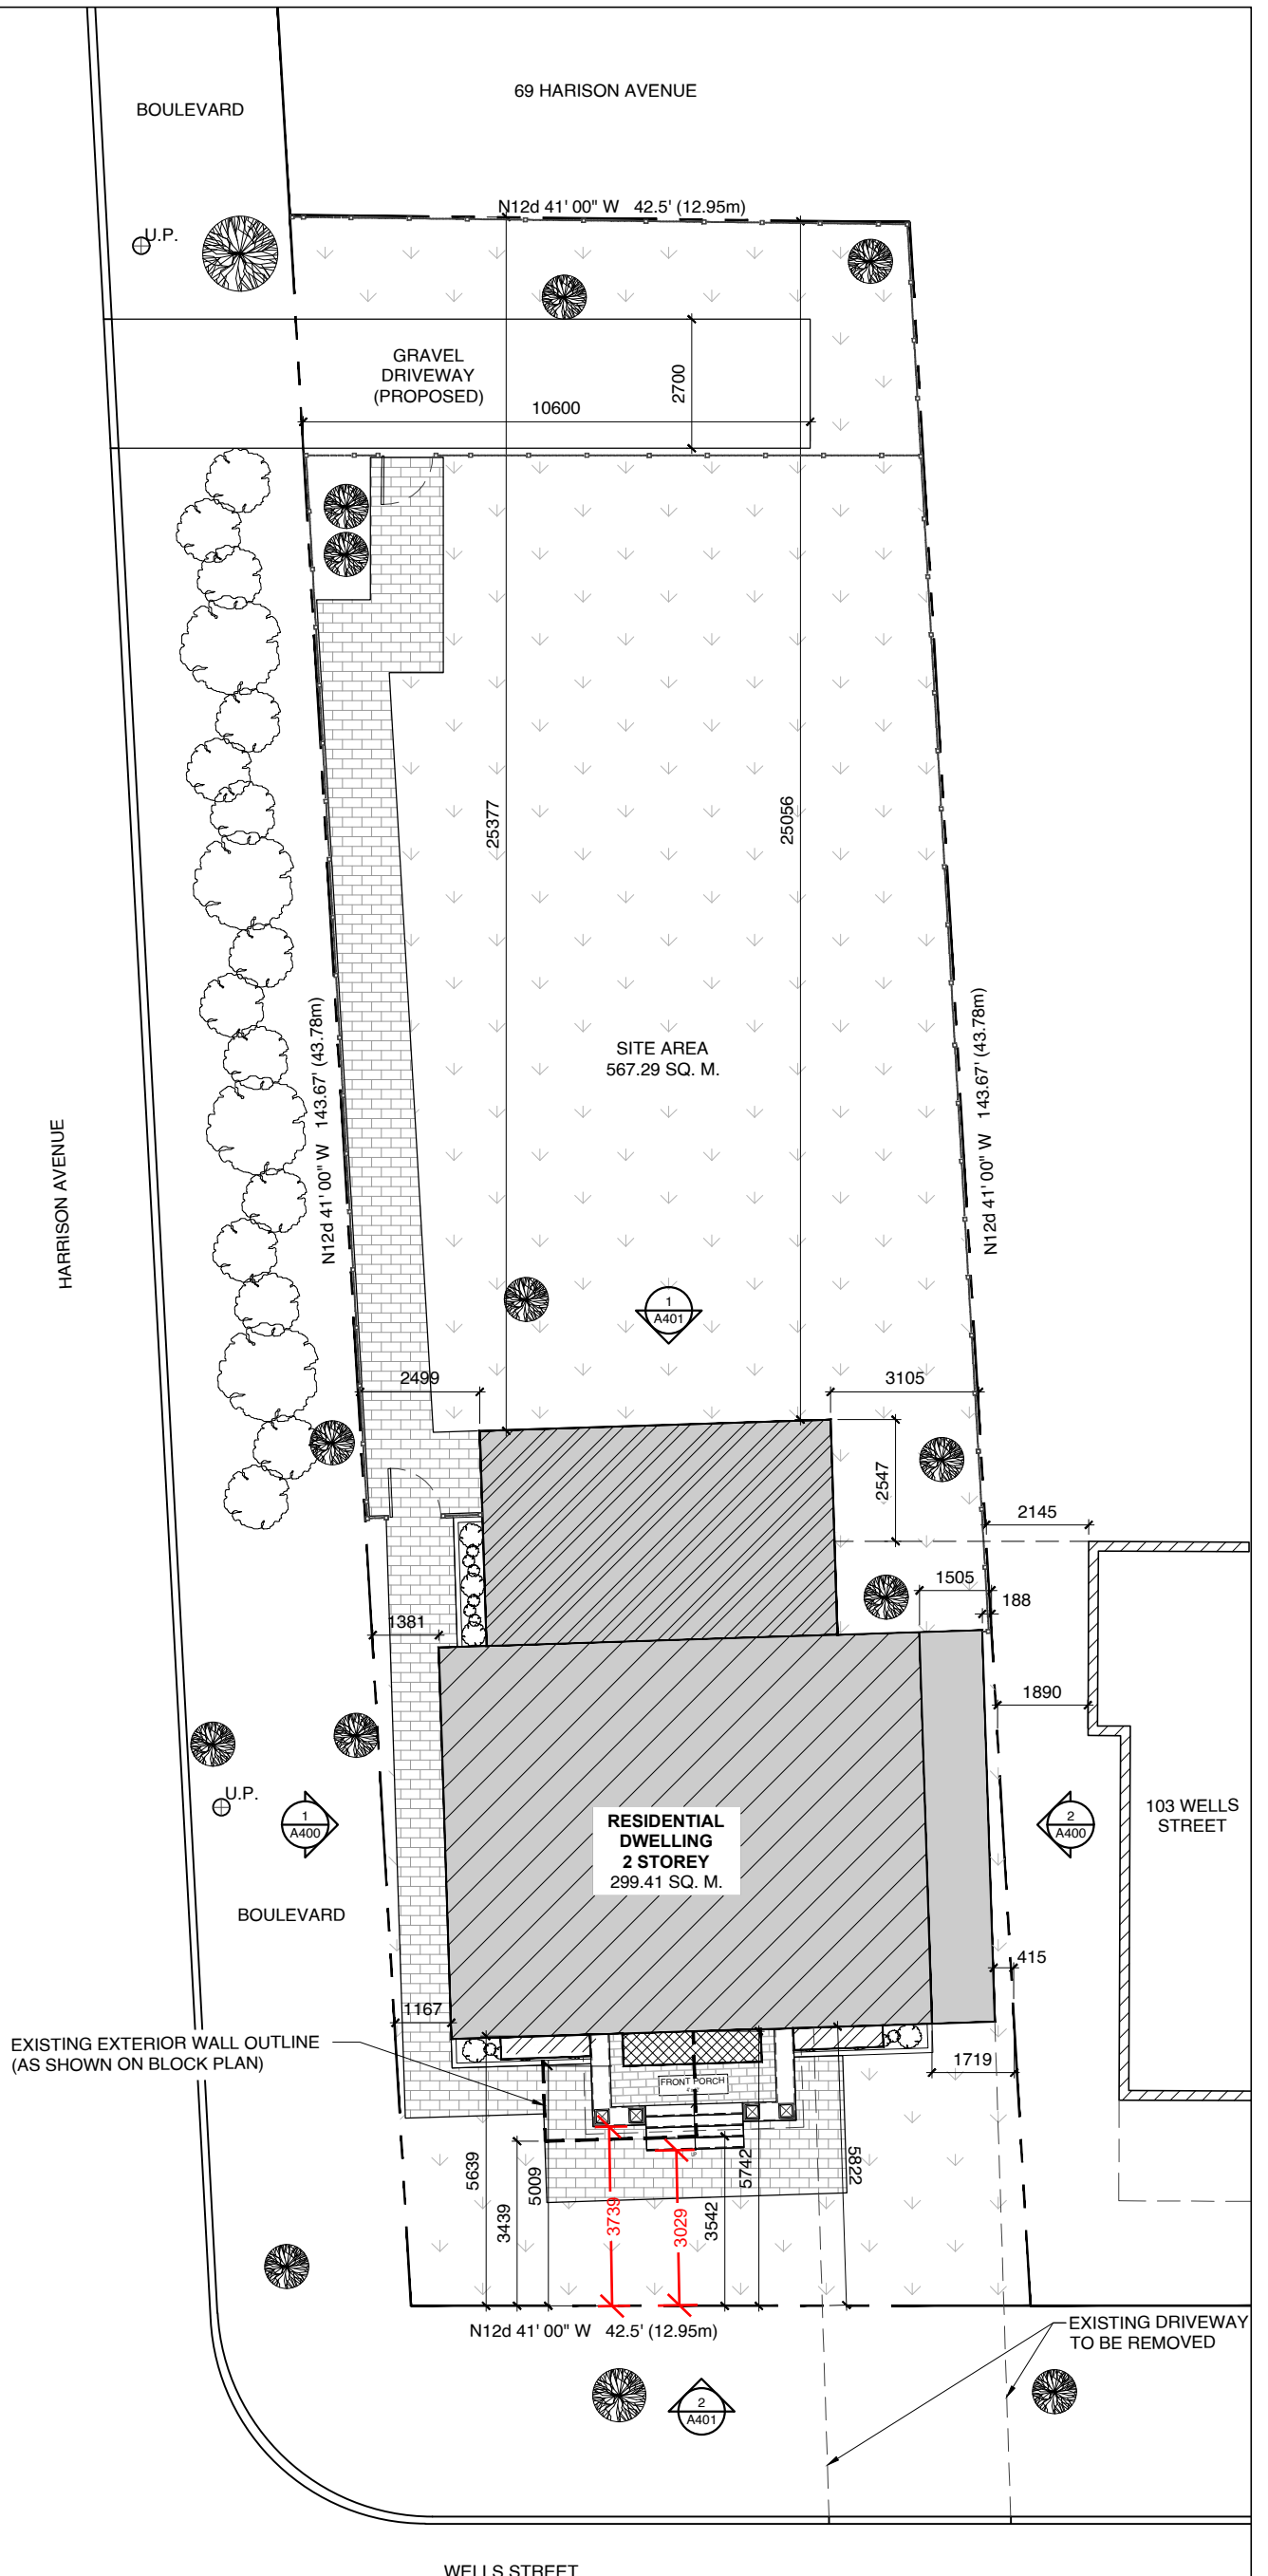 69 HARISON AVENUE
BOULEVARD
N12d 41' 00" W 42.5' (12.95m)
U.P.
GRAVEL
DRIVEWAY
(PROPOSED)
2700
10600
25377
25056
N12d 41' 00" W 143.67' (43.78m)
N12d 41' 00" W 143.67' (43.78m)
SITE AREA
567.29 SQ. M.
HARRISON AVENUE
1
A401
2499
3105
2547
2145
1505
188
1381
1890
U.P.
1
A400
2
A400
103 WELLS
STREET
RESIDENTIAL
DWELLING
2 STOREY
299.41 SQ. M.
BOULEVARD
415
1167
EXISTING EXTERIOR WALL OUTLINE
(AS SHOWN ON BLOCK PLAN)
1719
FRONT PORCH
5639
3439
5009
3739
3029
3542
5742
5822
N12d 41' 00" W 42.5' (12.95m)
EXISTING DRIVEWAY
TO BE REMOVED
2
A401
WELLS STREET